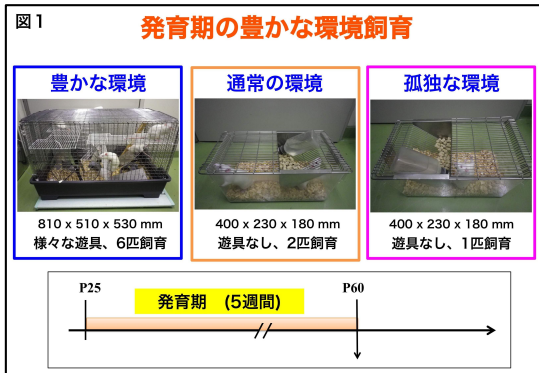 図1
発育期の豊かな環境飼育
豊かな環境
810 x 510 x 530 mm
様々な遊具、6匹飼育
通常の環境
400 x 230 x 180 mm
遊具なし、2匹飼育
孤独な環境
400 x 230 x 180 mm
遊具なし、1匹飼育
P25
発育期 (5週間)
P60